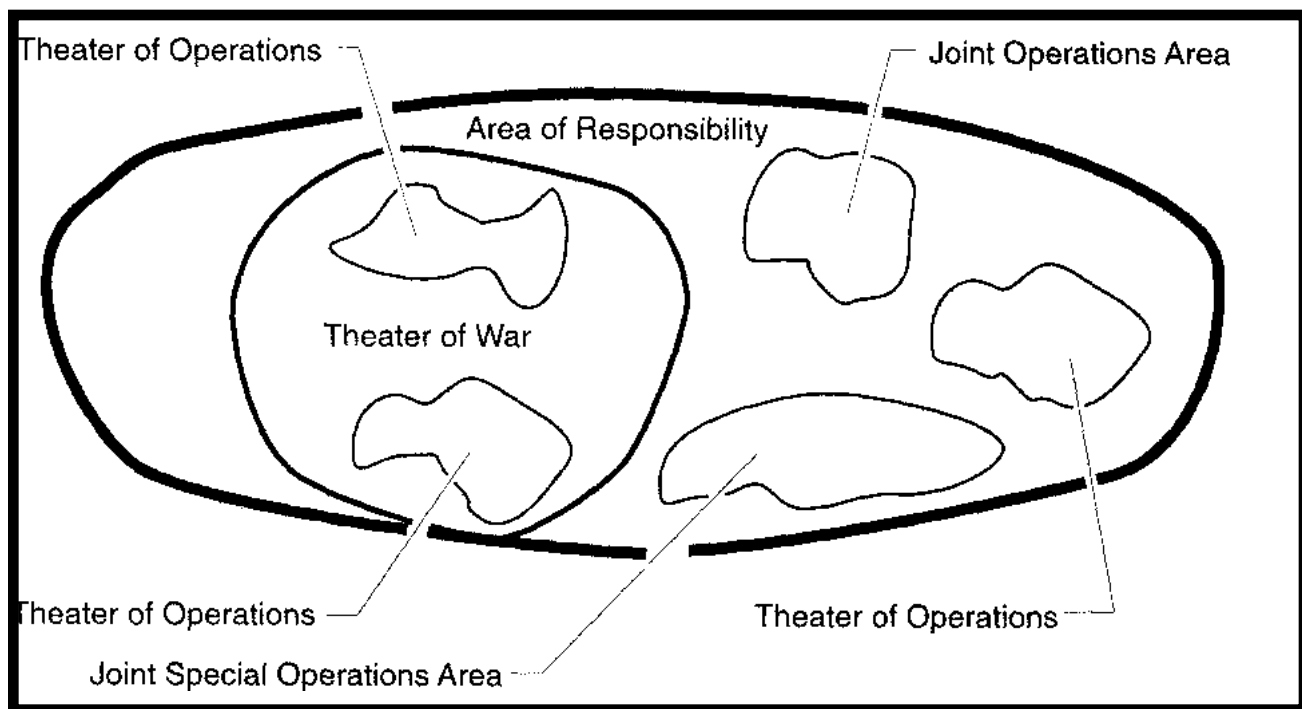 Theater of Operations
Joint Operations Area
Area of Responsibility
Theater of War
Theater of Operations
Theater of Operations
Joint Special Operations Area